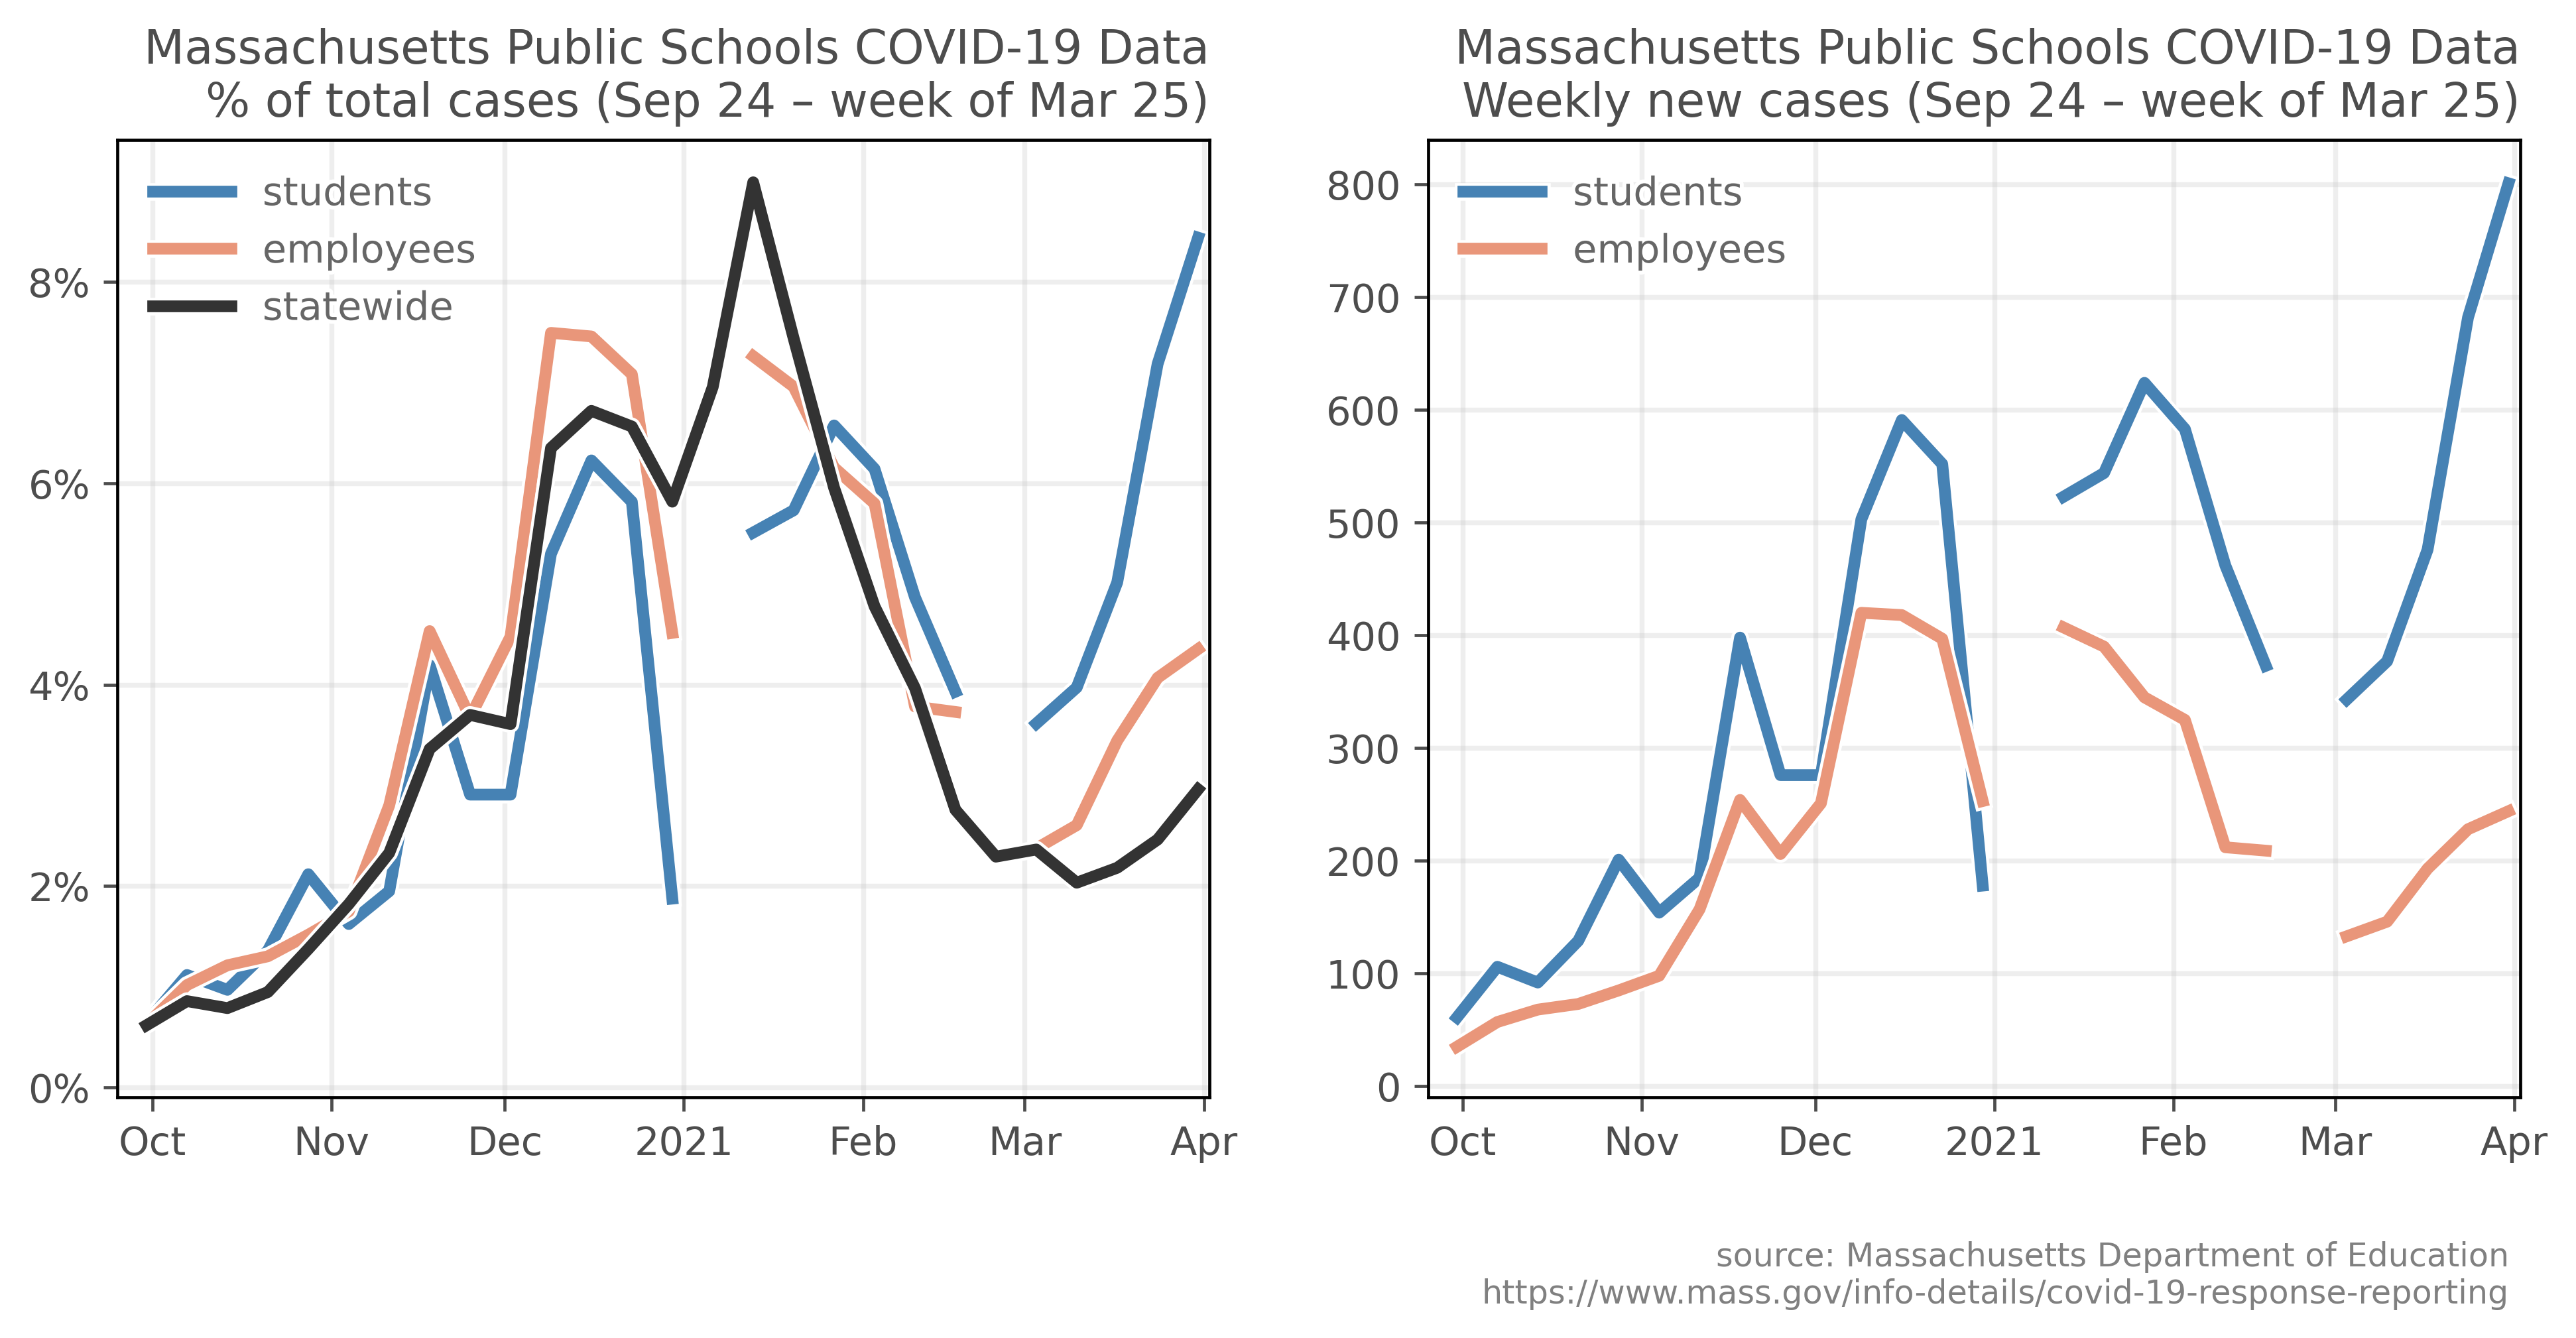 Massachusetts Public Schools COVID-19 Data
% of total cases (Sep 24 – week of Mar 25)
students
employees
statewide
8%
6%
4%
2%
0%
Oct
Nov
Dec
2021
Feb
Mar
Apr
Massachusetts Public Schools COVID-19 Data
Weekly new cases (Sep 24 – week of Mar 25)
students
employees
800
700
600
500
400
300
200
100
0
Oct
Nov
Dec
2021
Feb
Mar
Apr
source: Massachusetts Department of Education
https://www.mass.gov/info-details/covid-19-response-reporting